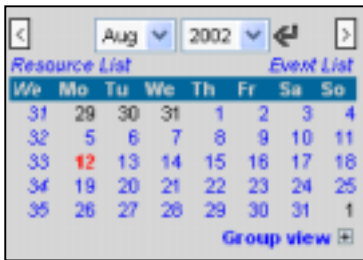 < Aug 2002 >
Resource List Event List
We Mo Tu We Th Fr Sa So
31 29 30 31 1 2 3 4
32 5 6 7 8 9 10 11
33 12 13 14 15 16 17 18
34 19 20 21 22 23 24 25
35 26 27 28 29 30 31 1
Group view +